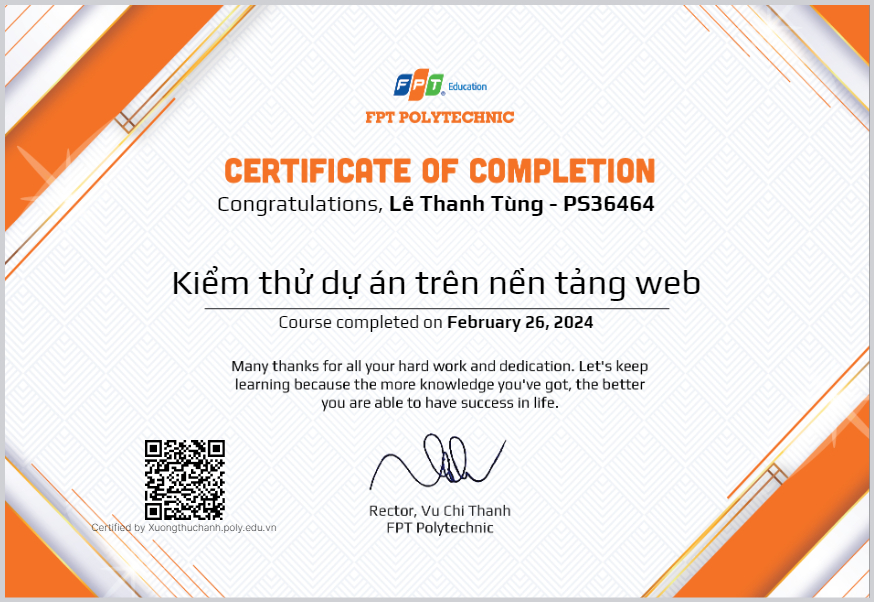 FPT Education
FPT POLYTECHNIC
CERTIFICATE OF COMPLETION
Congratulations, Lê Thanh Tùng - PS36464
Kiểm thử dự án trên nền tảng web
Course completed on February 26, 2024
Many thanks for all your hard work and dedication. Let's keep
learning because the more knowledge you've got, the better
you are able to have success in life.
Rector, Vu Chi Thanh
FPT Polytechnic
Certified by Xuongthuchanh.poly.edu.vn